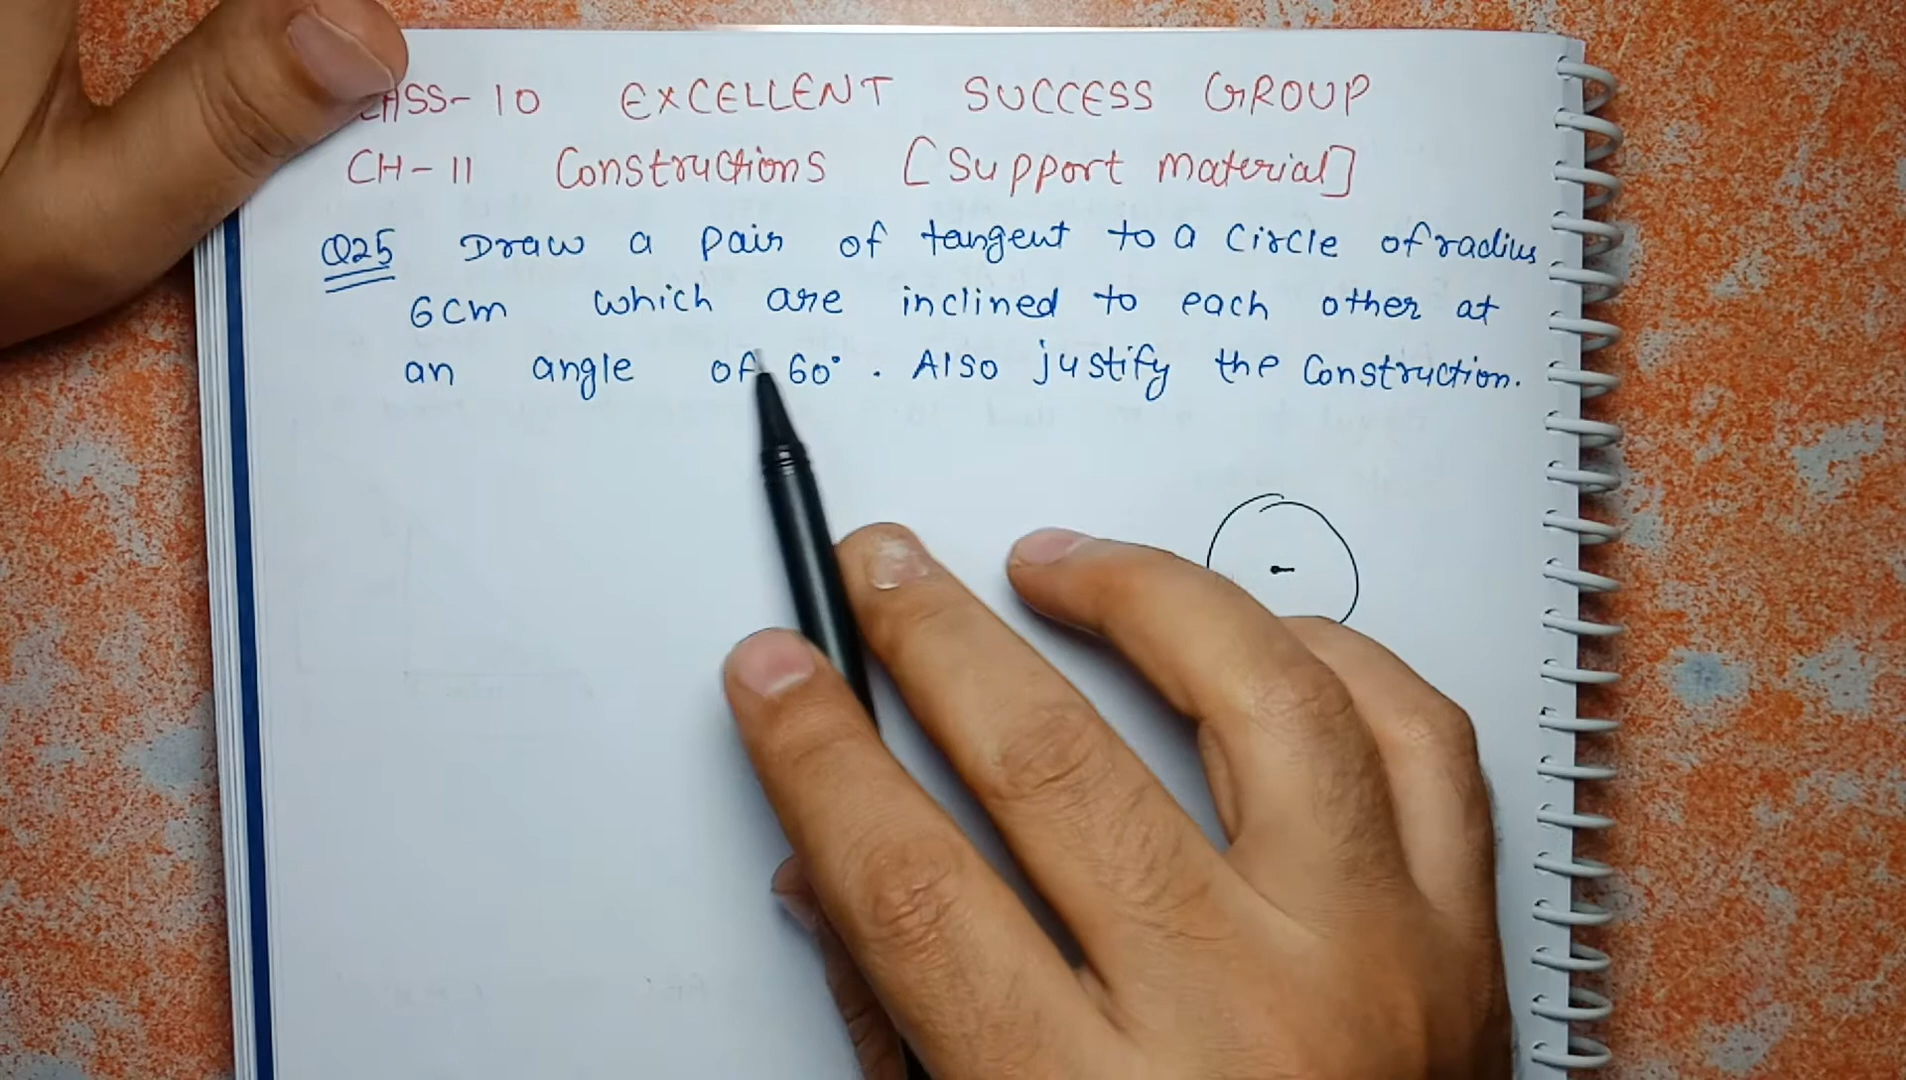 ASS-10 EXCELLENT SUCCESS GROUP
CH-11 Constructions [Support material]
Q25 Draw a pair of tangent to a circle of radius
6cm which are inclined to each other at
an angle of 60°. Also justify the Construction.